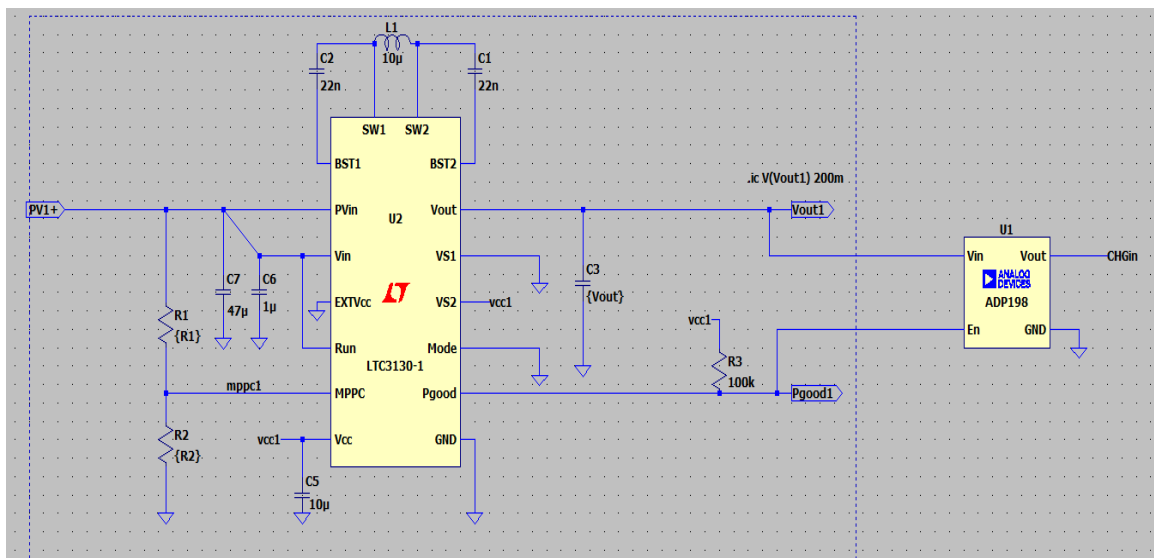 L1
10µ
C2
22n
C1
22n
SW1
SW2
BST1
BST2
.ic V(Vout1) 200m
PV1+
PVin
U2
Vout
Vout1
U1
Vin
VS1
Vin
Vout
CHGin
C7
47µ
C6
1µ
C3
{Vout}
ANALOG
DEVICES
ADP198
EXTVcc
VS2
vcc1
R1
{R1}
vcc1
En
GND
Run
Mode
LTC3130-1
R3
100k
mppc1
MPPC
Pgood
Pgood1
R2
{R2}
vcc1
Vcc
GND
C5
10µ